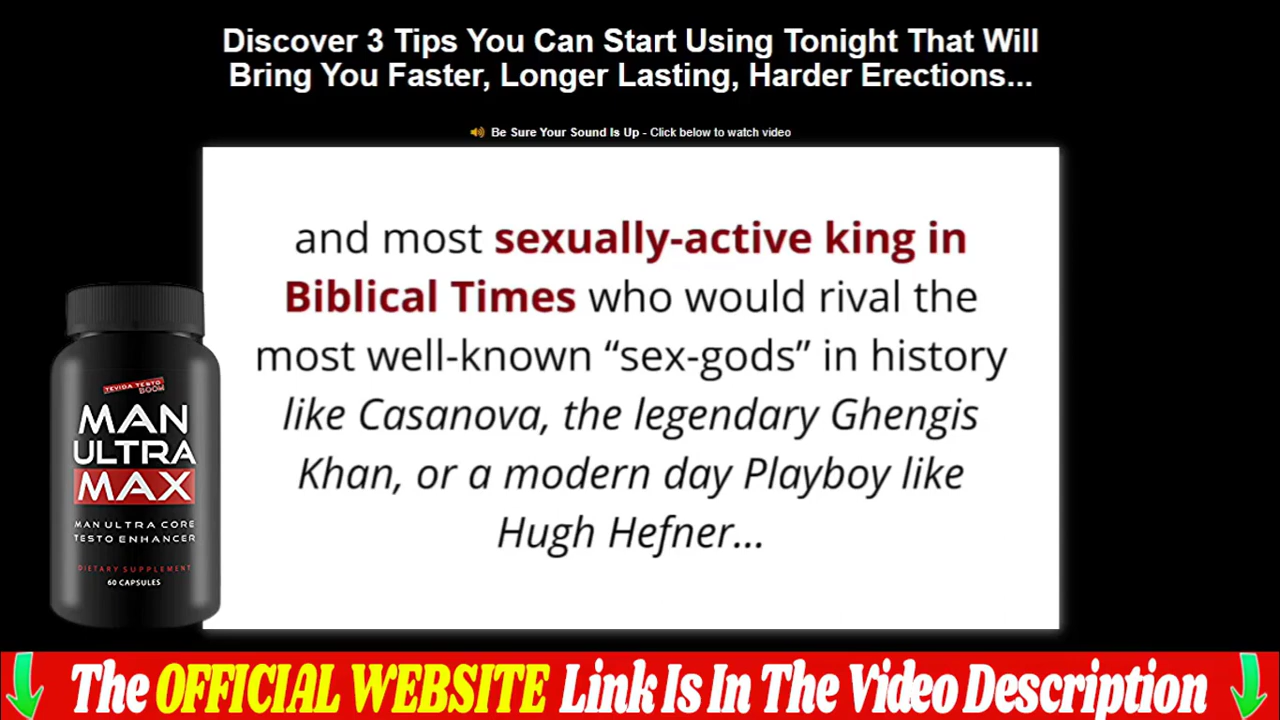 Discover 3 Tips You Can Start Using Tonight That Will
Bring You Faster, Longer Lasting, Harder Erections...
Be Sure Your Sound Is Up - Click below to watch video
and most sexually-active king in
Biblical Times who would rival the
most well-known “sex-gods” in history
like Casanova, the legendary Ghengis
Khan, or a modern day Playboy like
Hugh Hefner...
TEVIDA TESTO
BOOM
MAN
ULTRA
MAX
MAN ULTRA CORE
TESTO ENHANCER
DIETARY SUPPLEMENT
60 CAPSULES
The OFFICIAL WEBSITE Link Is In The Video Description